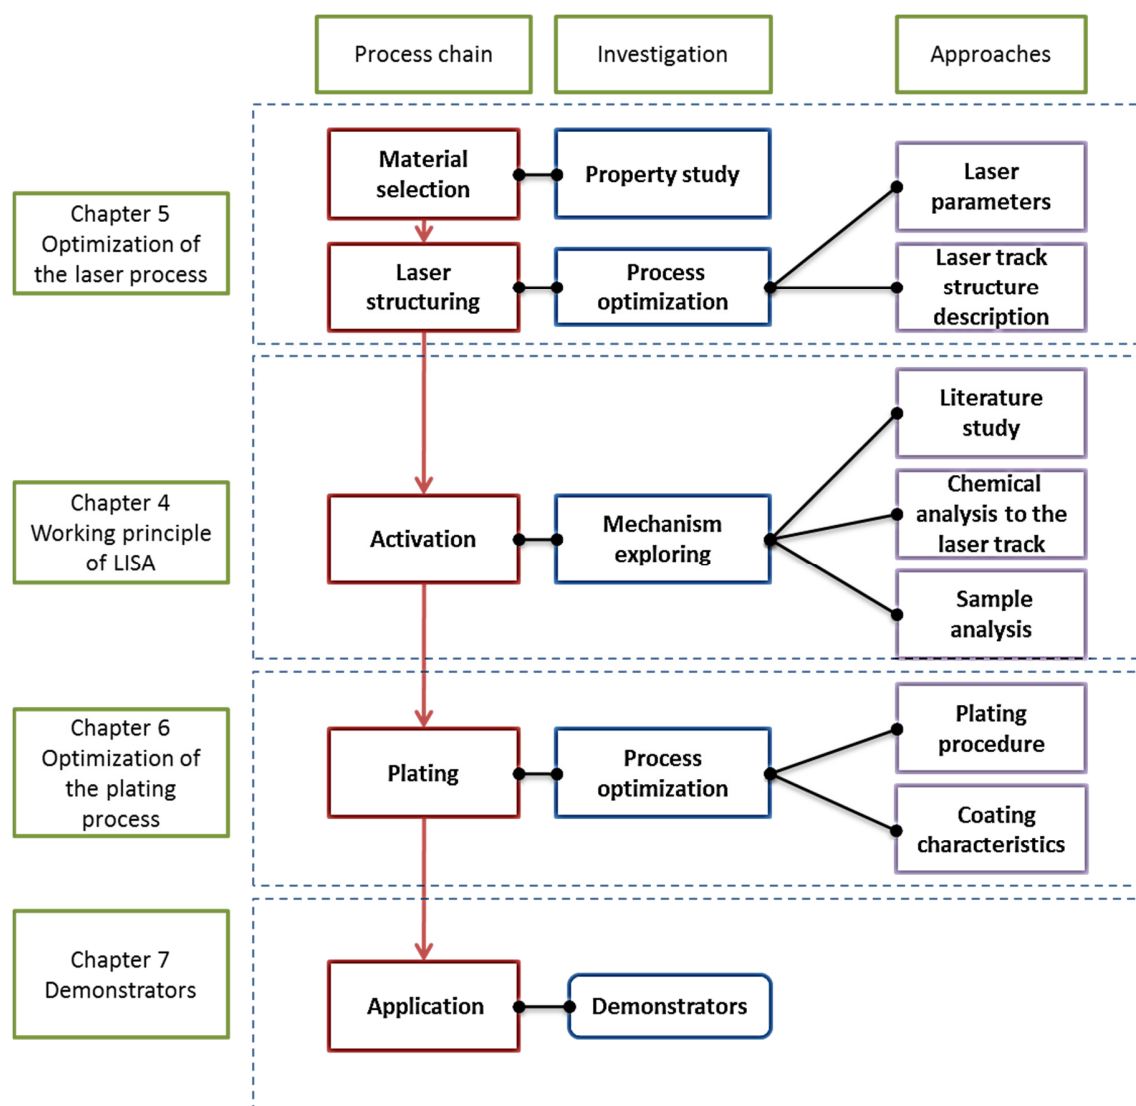 Process chain
Investigation
Approaches
Chapter 5
Optimization of
the laser process
Material
selection
Property study
Laser
parameters
Laser
structuring
Process
optimization
Laser track
structure
description
Chapter 4
Working principle
of LISA
Activation
Mechanism
exploring
Literature
study
Chemical
analysis to the
laser track
Sample
analysis
Chapter 6
Optimization of
the plating
process
Plating
Process
optimization
Plating
procedure
Coating
characteristics
Chapter 7
Demonstrators
Application
Demonstrators